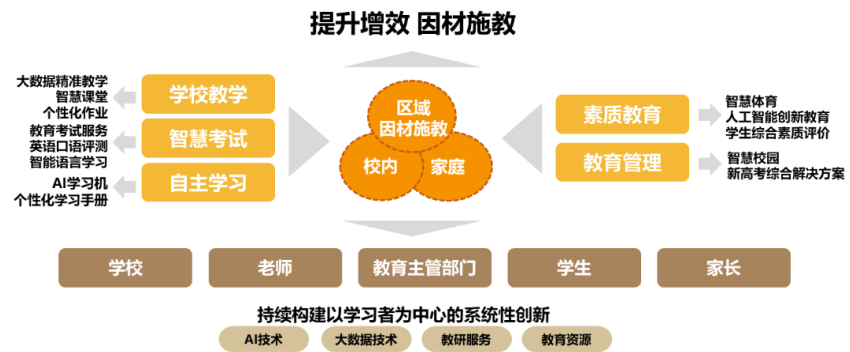 提升增效 因材施教
大数据精准教学
智慧课堂
个性化作业
学校教学
教育考试服务
英语口语评测
智能语言学习
智慧考试
AI学习机
个性化学习手册
自主学习
区域
因材施教
校内
家庭
素质教育
智慧体育
人工智能创新教育
学生综合素质评价
教育管理
智慧校园
新高考综合解决方案
学校
老师
教育主管部门
学生
家长
持续构建以学习者为中心的系统性创新
AI技术
大数据技术
教研服务
教育资源